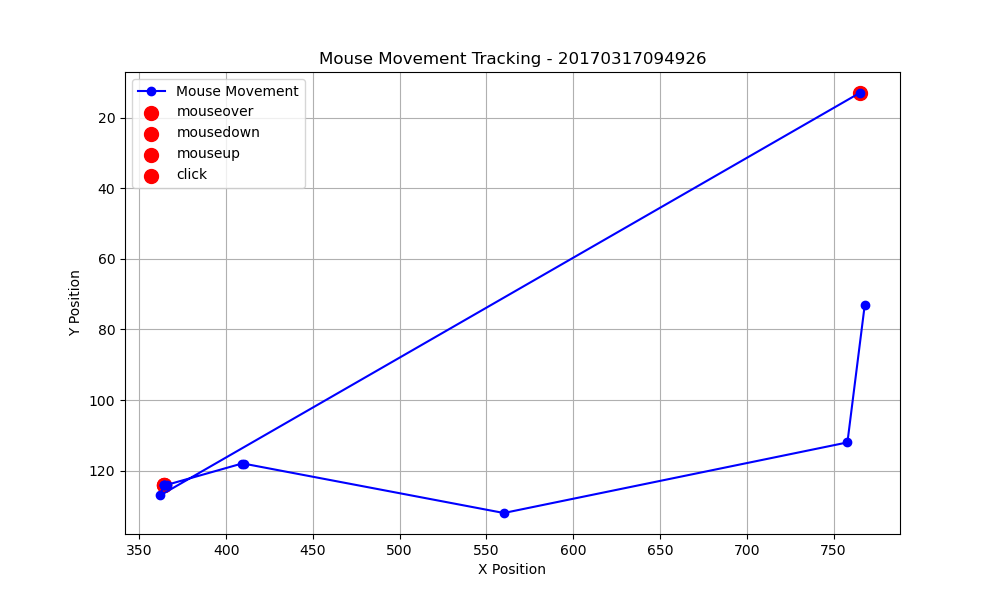 Mouse Movement Tracking - 20170317094926
Mouse Movement
mouseover
mousedown
mouseup
click
Y Position
20
40
60
80
100
120
350 400 450 500 550 600 650 700 750
X Position